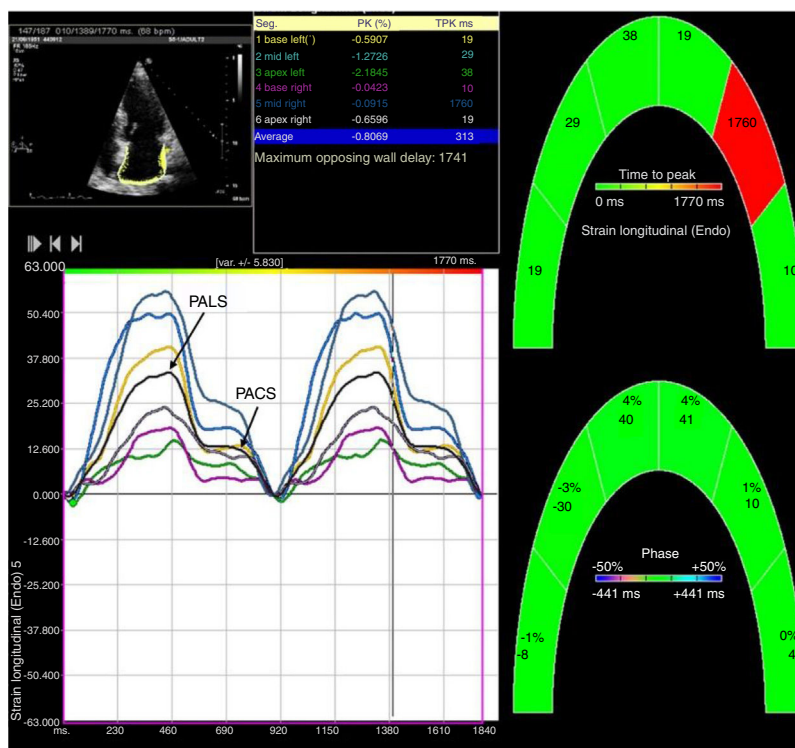 147/187 010/1389/1770 ms. (68 bpm)
Seg. PK (%) TPK ms
1 base left(`) -0.5907 19
2 mid left -1.2726 29
3 apex left -2.1845 38
4 base right -0.0423 10
5 mid right -0.0915 1760
6 apex right -0.6596 19
Average -0.8069 313
Maximum opposing wall delay: 1741
68 bpm
38 19
29 1760
19 10
Time to peak
0 ms 1770 ms
Strain longitudinal (Endo)
63.000 [var. +/- 5.830] 1770 ms.
50.400
37.800
25.200
12.600
0.000
-12.600
-25.200
-37.800
-50.400
-63.000
Strain longitudinal (Endo) 5
PALS
PACS
ms. 230 460 690 920 1150 1380 1610 1840
4% 4%
40 41
-3% 1%
-30 10
-1% 0%
-8 4
Phase
-50% +50%
-441 ms +441 ms